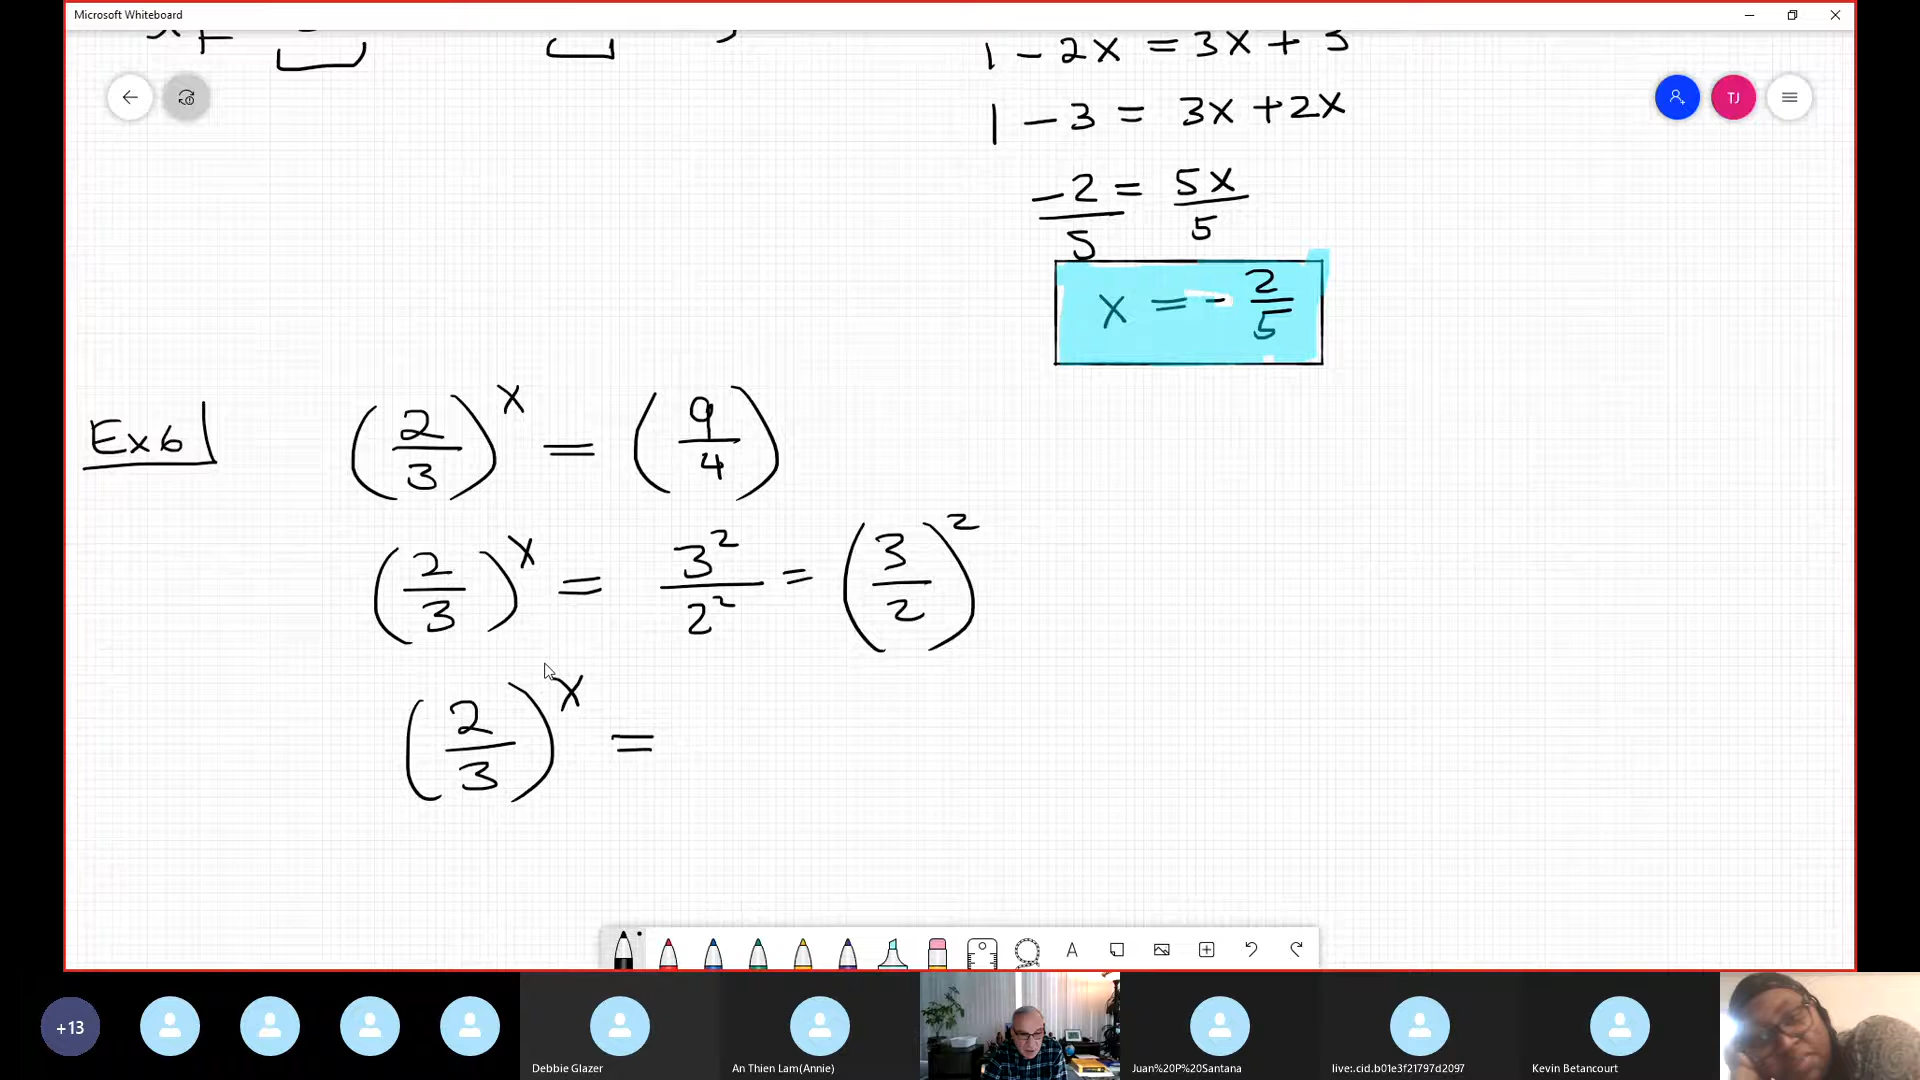 Microsoft Whiteboard
1 - 2x = 3x + 3
1 - 3 = 3x + 2x
-2/5 = 5x/5
x = - 2/5
TJ
Ex 6
(2/3)^x = (9/4)
(2/3)^x = 3^2/2^2 = (3/2)^2
(2/3)^x =
A
+13
Debbie Glazer
An Thien Lam(Annie)
Juan%20P%20Santana
live:.cid.b01e3f21797d2097
Kevin Betancourt